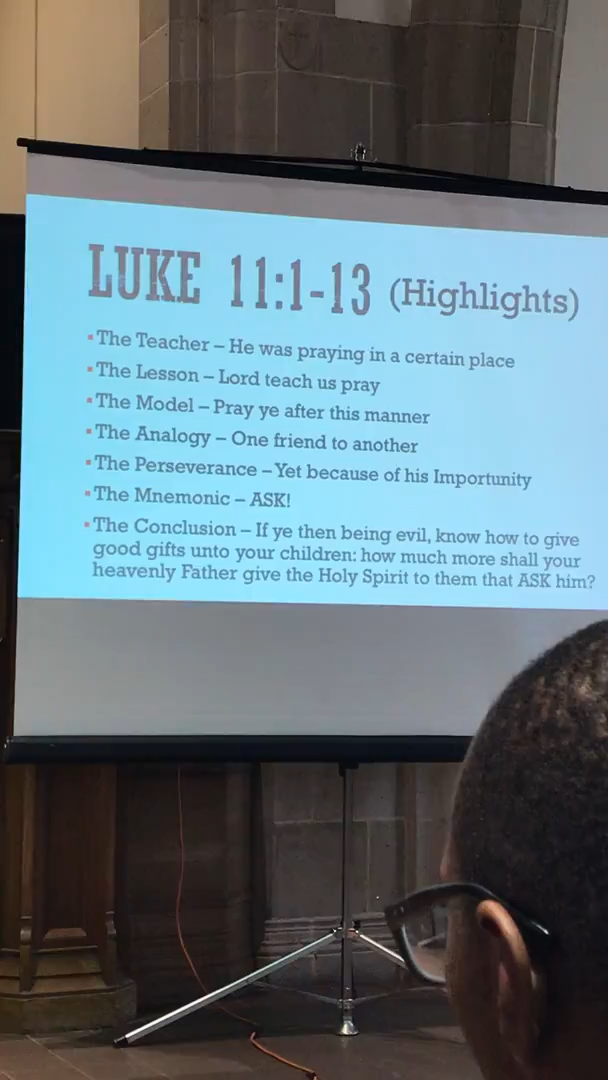 LUKE 11:1-13 (Highlights)
▪The Teacher – He was praying in a certain place
▪The Lesson – Lord teach us pray
▪The Model – Pray ye after this manner
▪The Analogy – One friend to another
▪The Perseverance – Yet because of his Importunity
▪The Mnemonic – ASK!
▪The Conclusion – If ye then being evil, know how to give
good gifts unto your children: how much more shall your
heavenly Father give the Holy Spirit to them that ASK him?